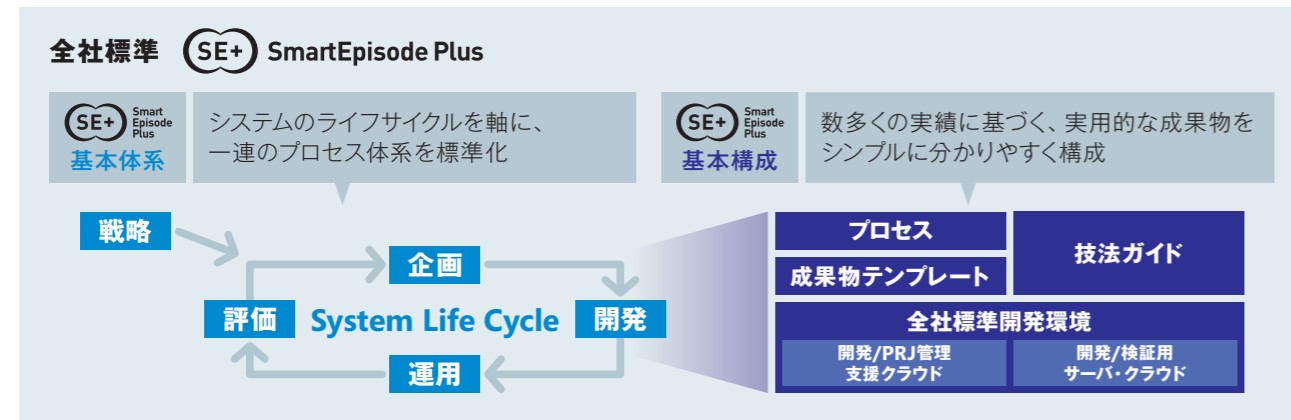 全社標準 SE+ SmartEpisode Plus
SE+ Smart
Episode
Plus
基本体系
システムのライフサイクルを軸に、
一連のプロセス体系を標準化
SE+ Smart
Episode
Plus
基本構成
数多くの実績に基づく、実用的な成果物を
シンプルに分かりやすく構成
戦略
企画
評価
System Life Cycle
開発
運用
プロセス
成果物テンプレート
技法ガイド
全社標準開発環境
開発/PRJ管理
支援クラウド
開発/検証用
サーバ・クラウド